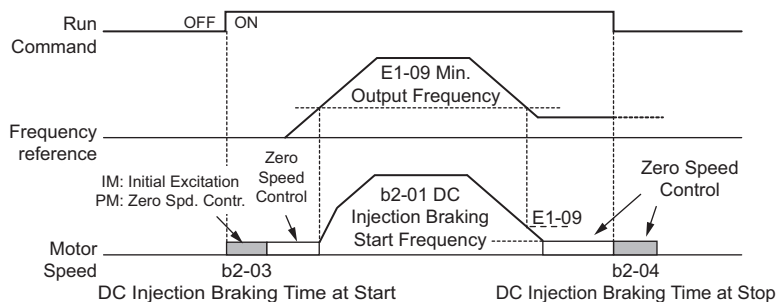 Run
Command
OFF
ON
E1-09 Min.
Output Frequency
Frequency
reference
Zero
Speed
Control
IM: Initial Excitation
PM: Zero Spd. Contr.
b2-01 DC
Injection Braking
Start Frequency
E1-09
Zero Speed
Control
Motor
Speed
b2-03
b2-04
DC Injection Braking Time at Start
DC Injection Braking Time at Stop